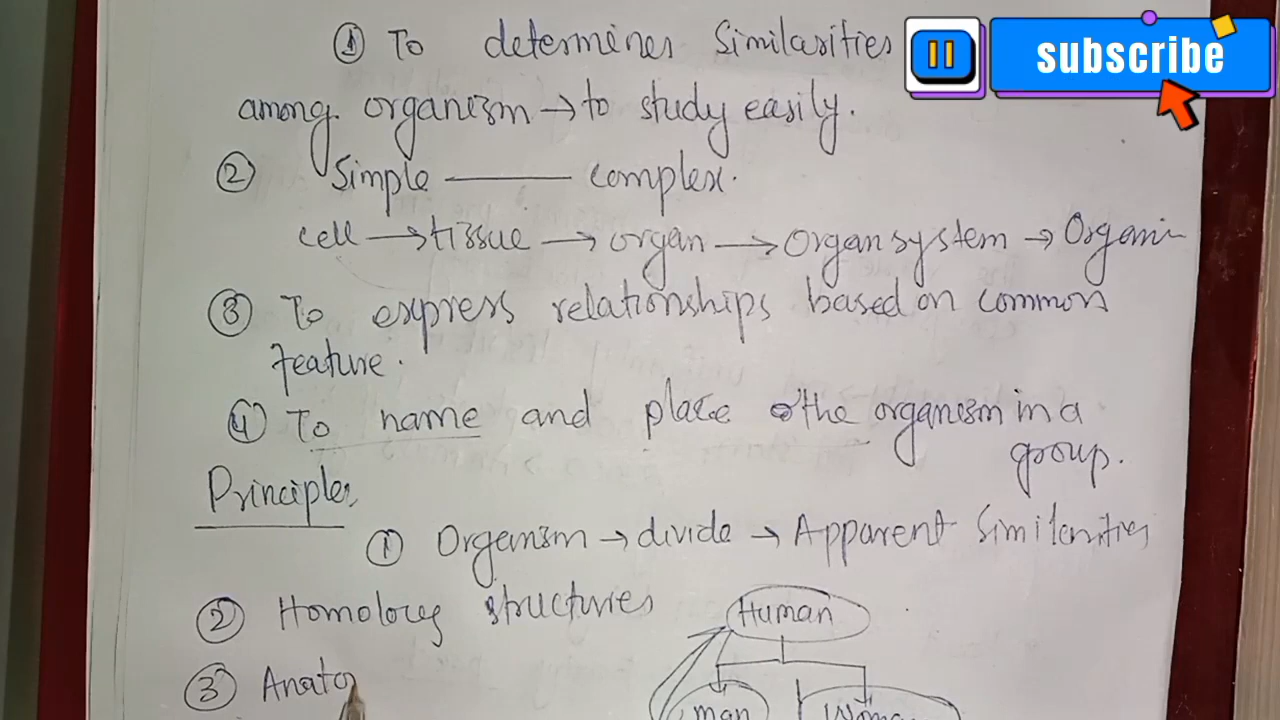 ① To determines Similarities
subscribe
among organism → to study easily.
② Simple —— complex.
cell → tissue → organ → Organ system → Organi
③ To express relationships based on common
feature.
④ To name and place the organism in a
group.
Principles
① Organism → divide → Apparent Similarities
② Homolous structures
Human
③ Anato
man
Woman